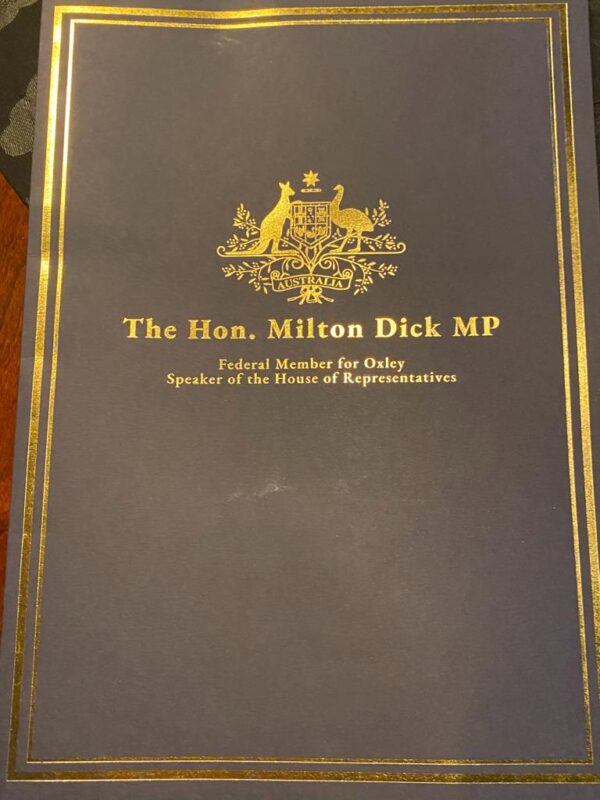 AUSTRALIA
The Hon. Milton Dick MP
Federal Member for Oxley
Speaker of the House of Representatives